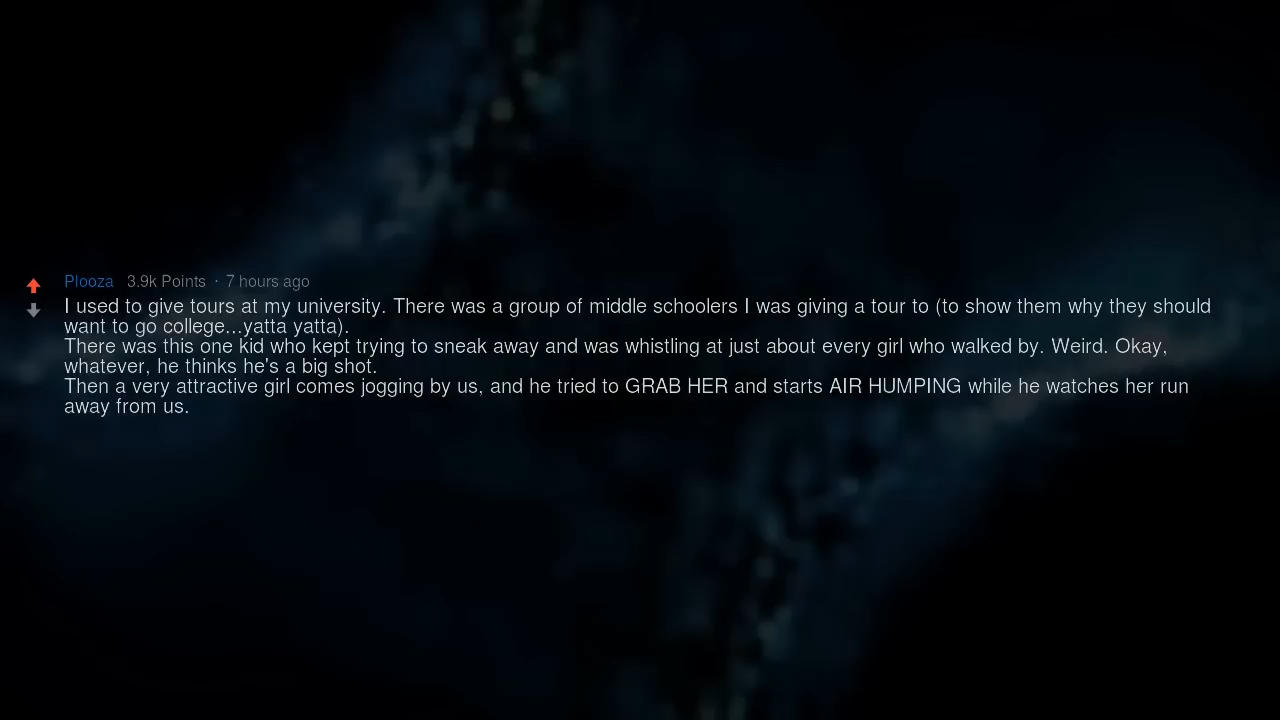 Plooza 3.9k Points · 7 hours ago
I used to give tours at my university. There was a group of middle schoolers I was giving a tour to (to show them why they should
want to go college...yatta yatta).
There was this one kid who kept trying to sneak away and was whistling at just about every girl who walked by. Weird. Okay,
whatever, he thinks he's a big shot.
Then a very attractive girl comes jogging by us, and he tried to GRAB HER and starts AIR HUMPING while he watches her run
away from us.